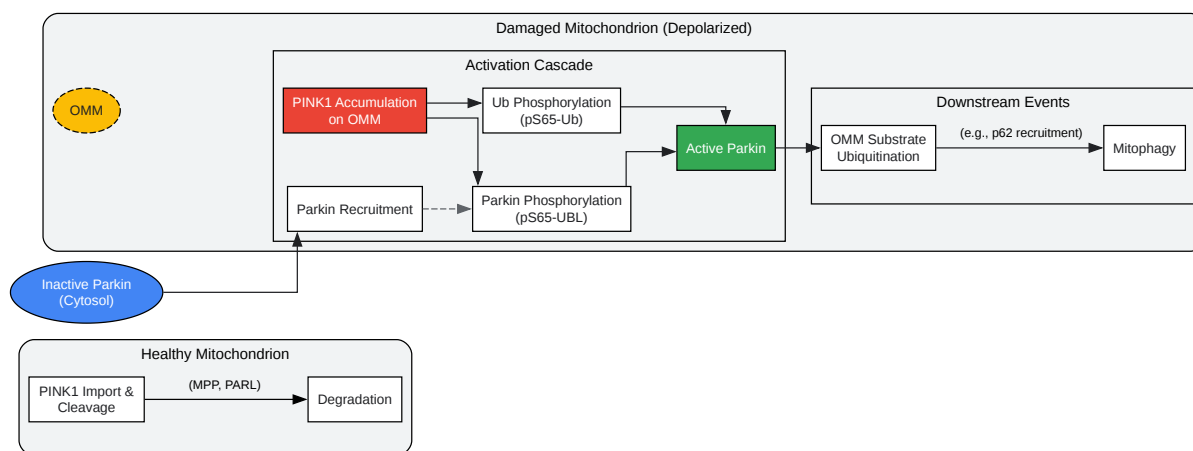 Damaged Mitochondrion (Depolarized)
OMM
Activation Cascade
PINK1 Accumulation
on OMM
Ub Phosphorylation
(pS65-Ub)
Active Parkin
Parkin Recruitment
Parkin Phosphorylation
(pS65-UBL)
Downstream Events
OMM Substrate
Ubiquitination
(e.g., p62 recruitment)
Mitophagy
Inactive Parkin
(Cytosol)
Healthy Mitochondrion
PINK1 Import &
Cleavage
(MPP, PARL)
Degradation